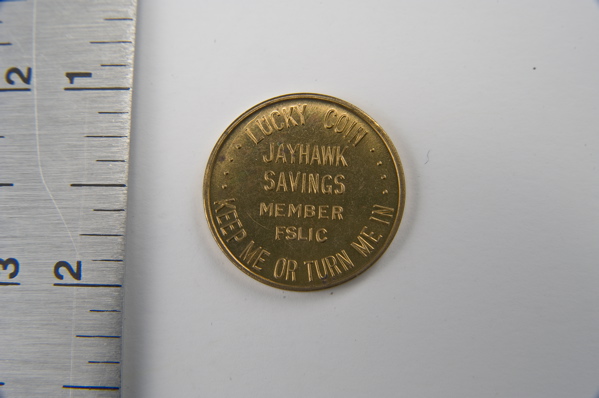 LUCKY COIN
JAYHAWK
SAVINGS
MEMBER
FSLIC
KEEP ME OR TURN ME IN
2
1
3
2